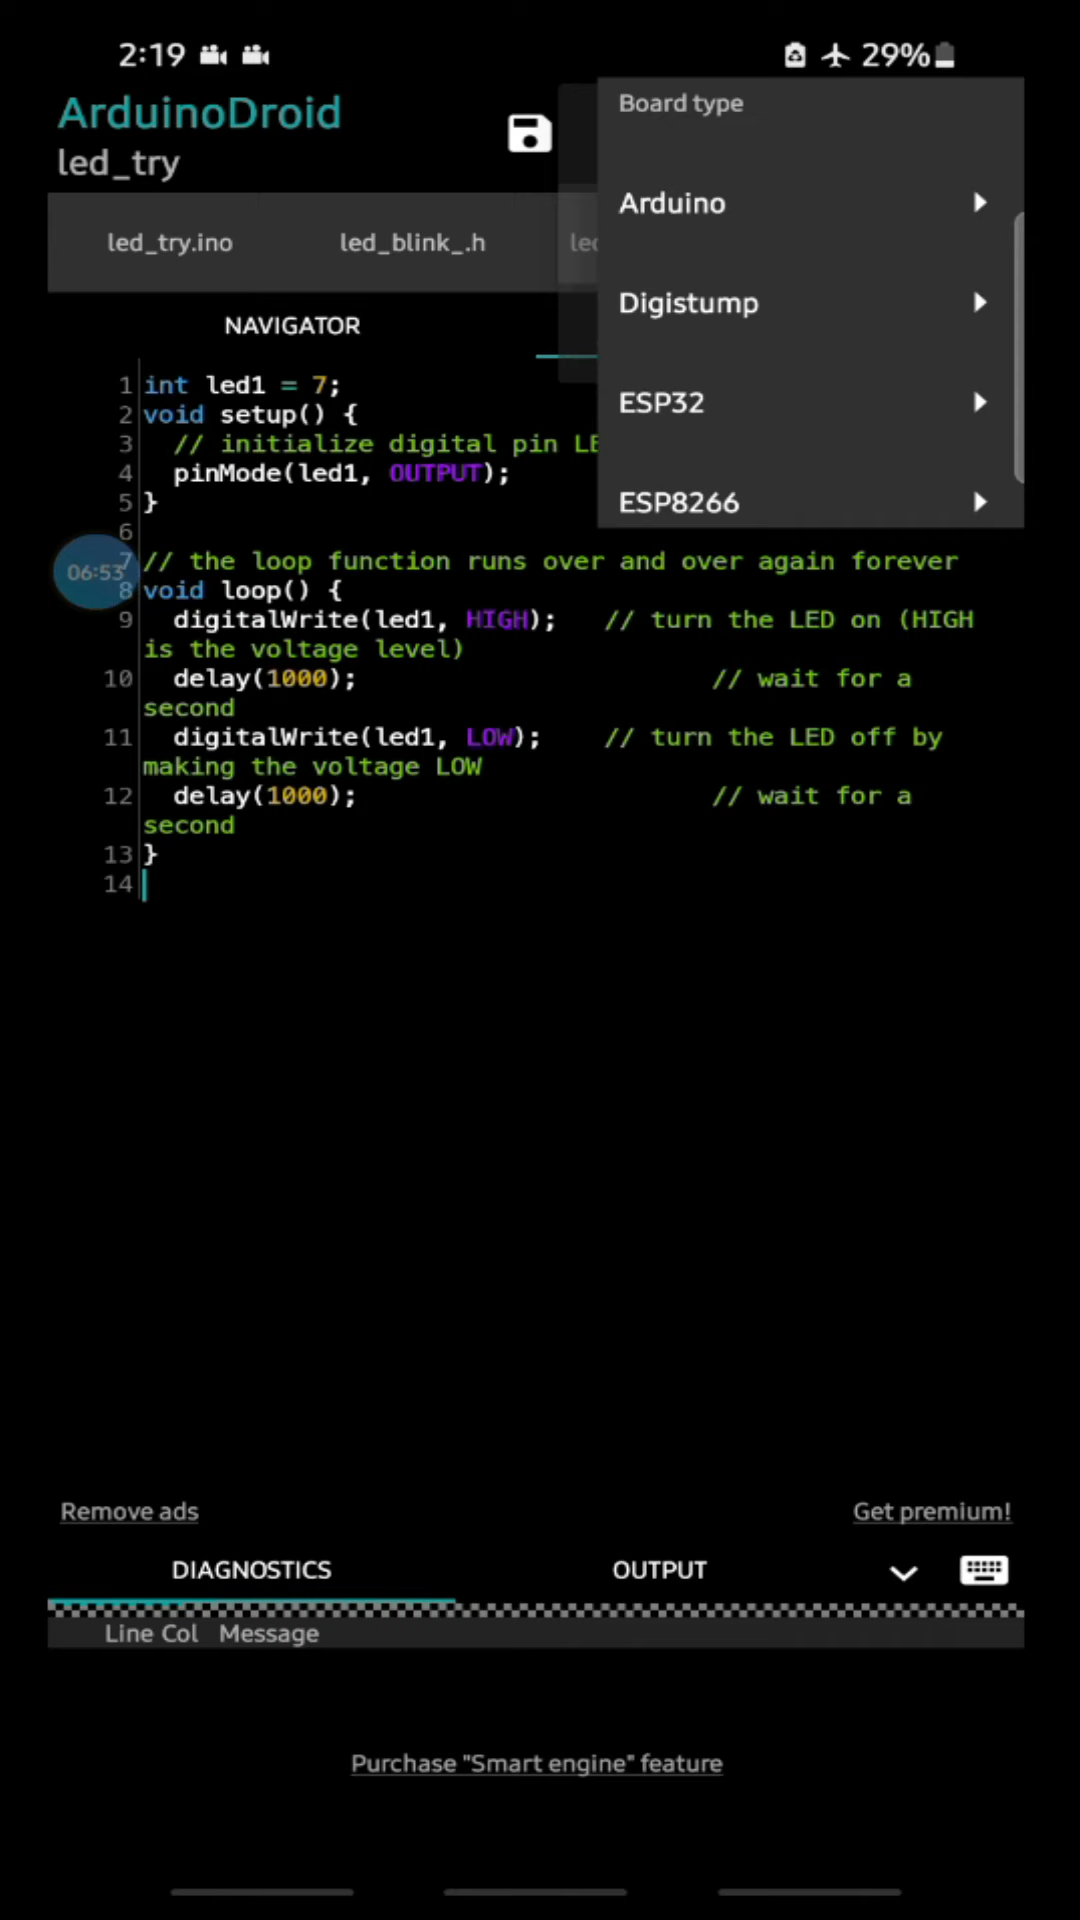 2:19 29%
ArduinoDroid
led_try
Board type
Arduino
Digistump
ESP32
ESP8266
led_try.ino led_blink_.h
NAVIGATOR
1 int led1 = 7;
2 void setup() {
3 // initialize digital pin
4 pinMode(led1, OUTPUT);
5 }
6
06:53
7 // the loop function runs over and over again forever
8 void loop() {
9 digitalWrite(led1, HIGH); // turn the LED on (HIGH
is the voltage level)
10 delay(1000); // wait for a
second
11 digitalWrite(led1, LOW); // turn the LED off by
making the voltage LOW
12 delay(1000); // wait for a
second
13 }
14
Remove ads Get premium!
DIAGNOSTICS OUTPUT
Line Col Message
Purchase "Smart engine" feature